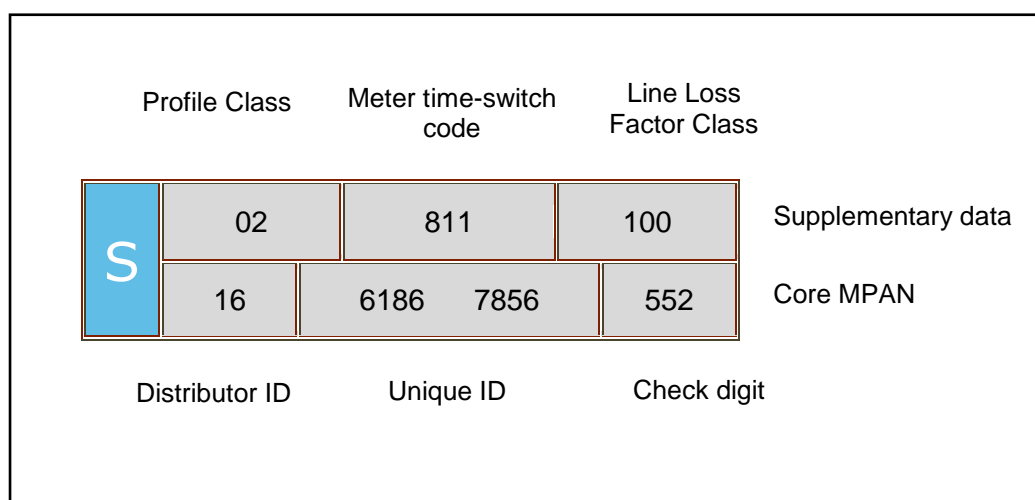 Profile Class
Meter time-switch
code
Line Loss
Factor Class
S
02
811
100
Supplementary data
16
6186 7856
552
Core MPAN
Distributor ID
Unique ID
Check digit